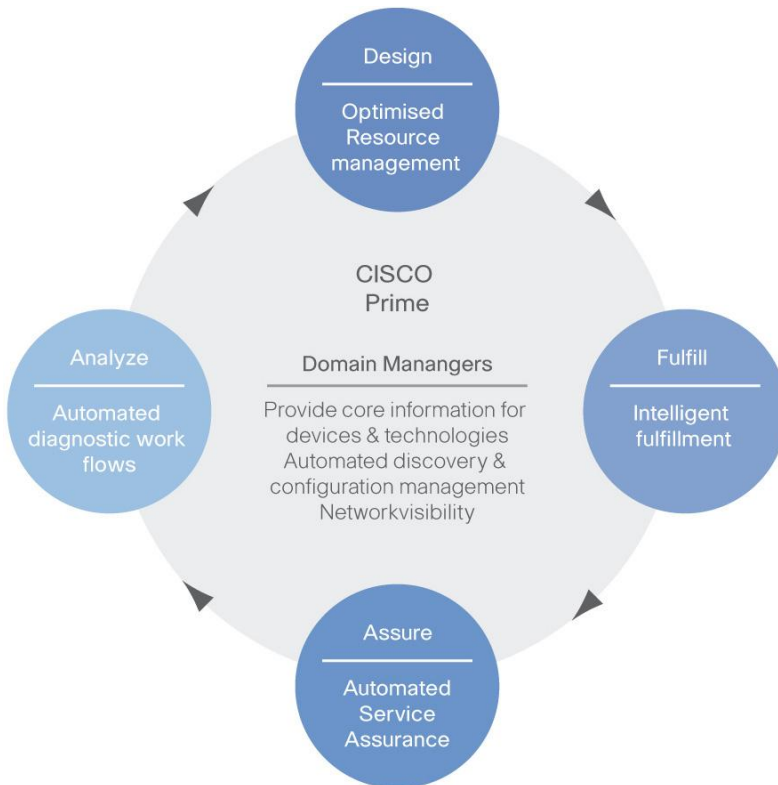 Design
Optimised
Resource
management
CISCO
Prime
Domain Manangers
Provide core information for
devices & technologies
Automated discovery &
configuration management
Networkvisibility
Analyze
Automated
diagnostic work
flows
Fulfill
Intelligent
fulfillment
Assure
Automated
Service
Assurance